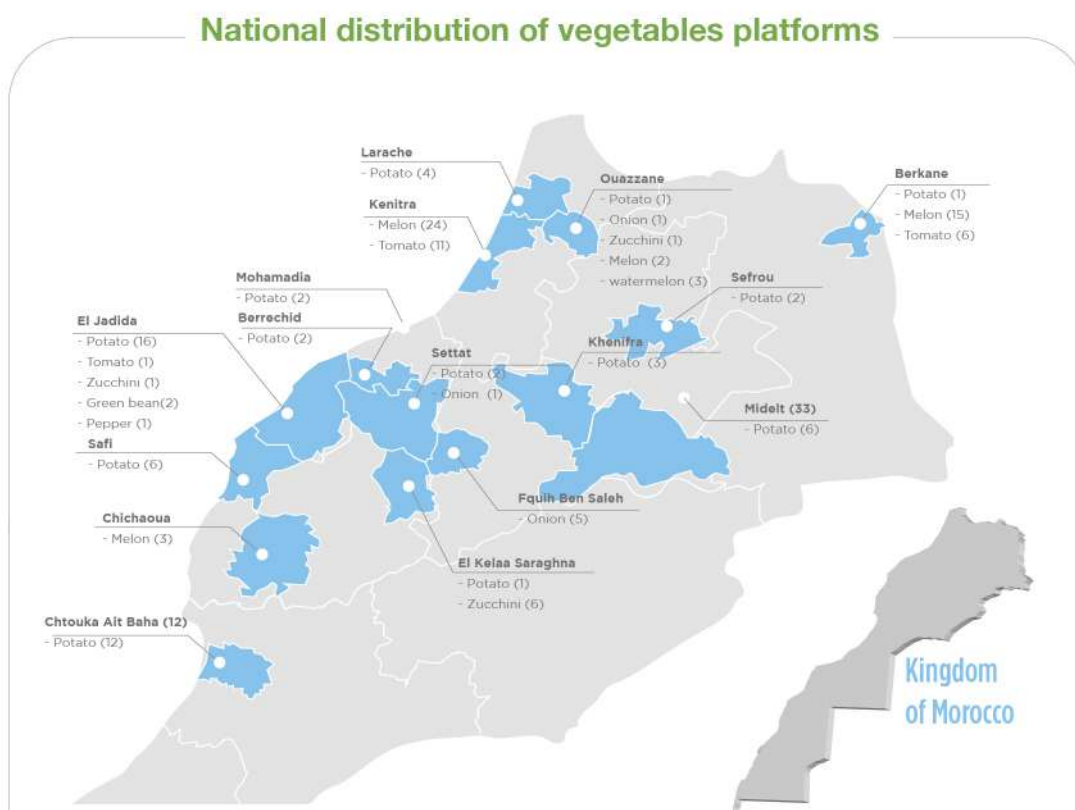 National distribution of vegetables platforms
Larache
- Potato (4)
Kenitra
- Melon (24)
- Tomato (11)
Ouazzane
- Potato (1)
- Onion (1)
- Zucchini (1)
- Melon (2)
- watermelon (3)
Berkane
- Potato (1)
- Melon (15)
- Tomato (6)
Mohamadia
- Potato (2)
Berrechid
- Potato (2)
Sefrou
- Potato (2)
El Jadida
- Potato (16)
- Tomato (1)
- Zucchini (1)
- Green bean(2)
- Pepper (1)
Settat
- Potato (2)
- Onion (1)
Khenifra
- Potato (3)
Midelt (33)
- Potato (6)
Safi
- Potato (6)
Fquih Ben Saleh
- Onion (5)
Chichaoua
- Melon (3)
El Kelaa Saraghna
- Potato (1)
- Zucchini (6)
Chtouka Ait Baha (12)
- Potato (12)
Kingdom
of Morocco